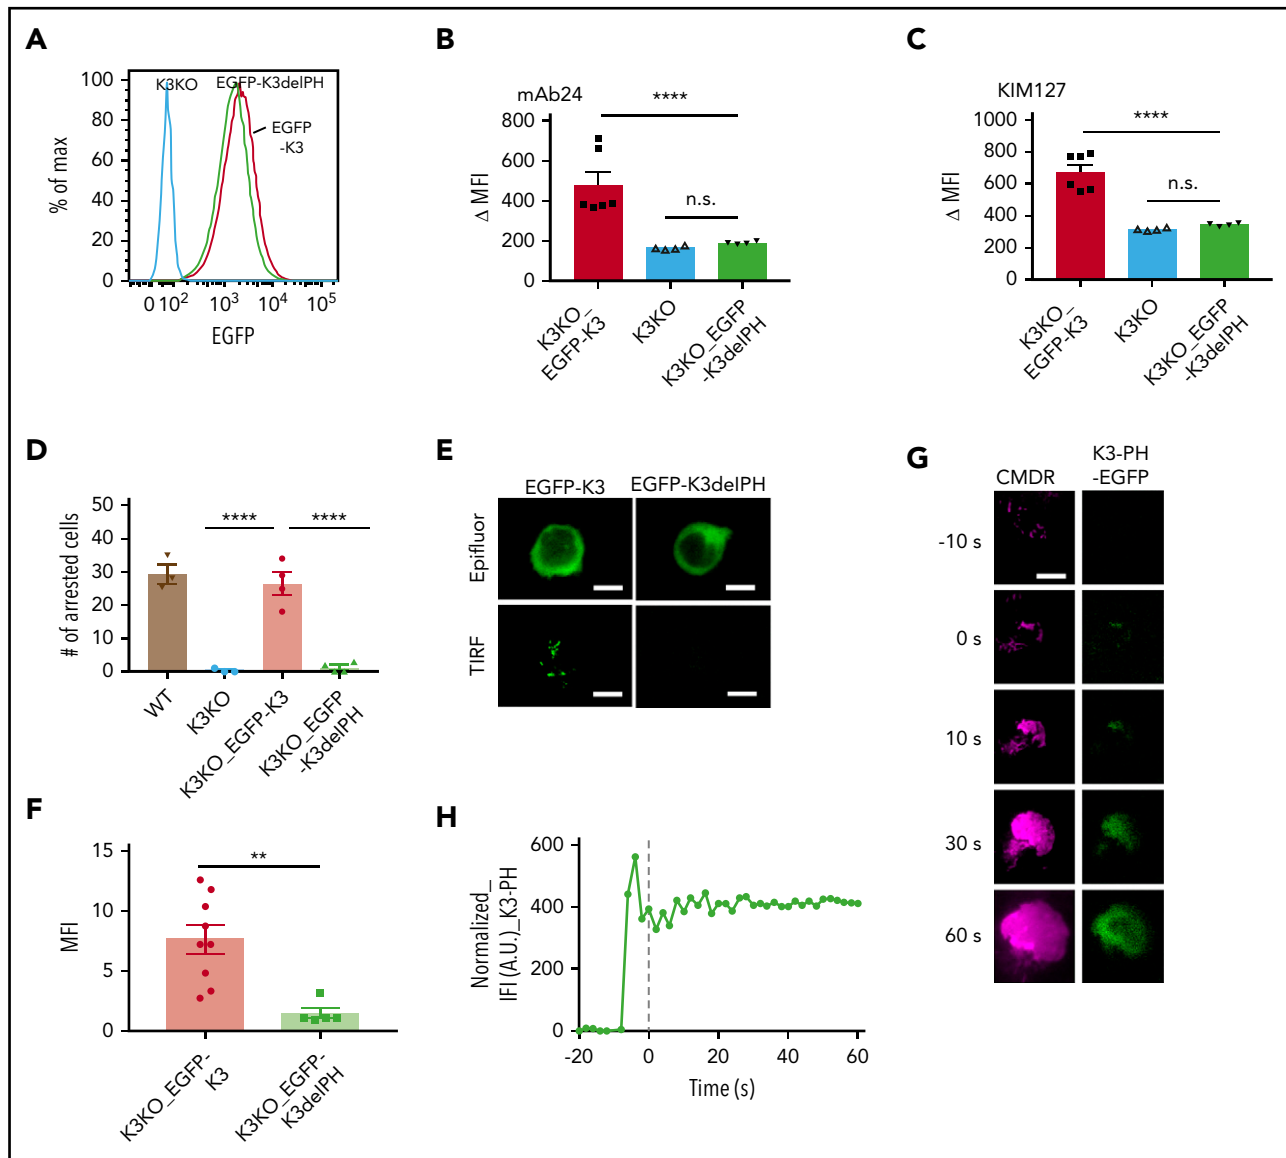 A
K3KO
EGFP-K3delPH
EGFP
-K3
% of max
100
80
60
40
20
0
0 10² 10³ 10⁴ 10⁵
EGFP
B
mAb24
****
n.s.
Δ MFI
800
600
400
200
0
K3KO_
EGFP-K3
K3KO
K3KO_EGFP
-K3delPH
C
KIM127
****
n.s.
Δ MFI
1000
800
600
400
200
0
K3KO_
EGFP-K3
K3KO
K3KO_EGFP
-K3delPH
D
# of arrested cells
50
40
30
20
10
0
**** ****
WT
K3KO
K3KO_EGFP-K3
K3KO_EGFP
-K3delPH
E
EGFP-K3 EGFP-K3delPH
Epifluor
TIRF
F
MFI
15
10
5
0
**
K3KO_EGFP-
K3
K3KO_EGFP-
K3delPH
G
CMDR
K3-PH
-EGFP
-10 s
0 s
10 s
30 s
60 s
H
Normalized_
IFI (A.U.)_K3-PH
600
400
200
0
-20 0 20 40 60
Time (s)